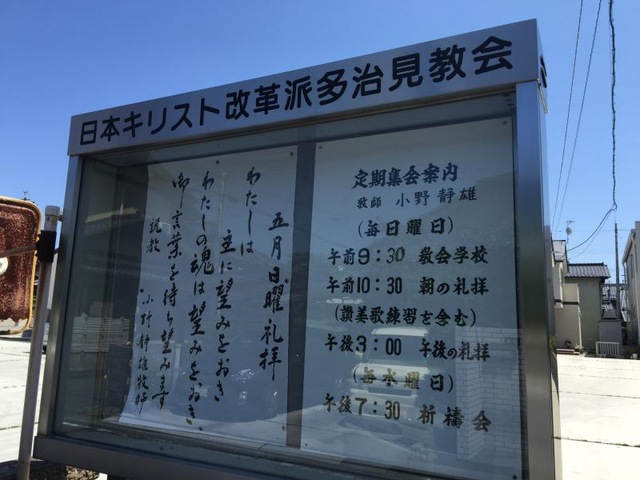 日本キリスト改革派多治見教会
五月日曜礼拝
わたしは
主に望みをおき
わたしの魂は望みをおき
御言葉を待ち望みます
説教 小野静雄牧師
定期集会案内
教師 小野静雄
(毎日曜日)
午前9:30 教会学校
午前10:30 朝の礼拝
(讃美歌練習を含む)
午後3:00 午後の礼拝
(毎水曜日)
午後7:30 祈禱会